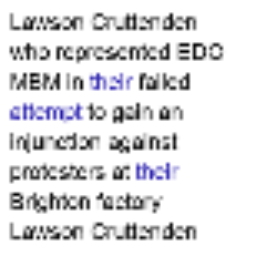 Lawson Cruttenden
who represented EDO
MBM in their failed
attempt to gain an
injunction against
protesters at their
Brighton factory
Lawson Cruttenden